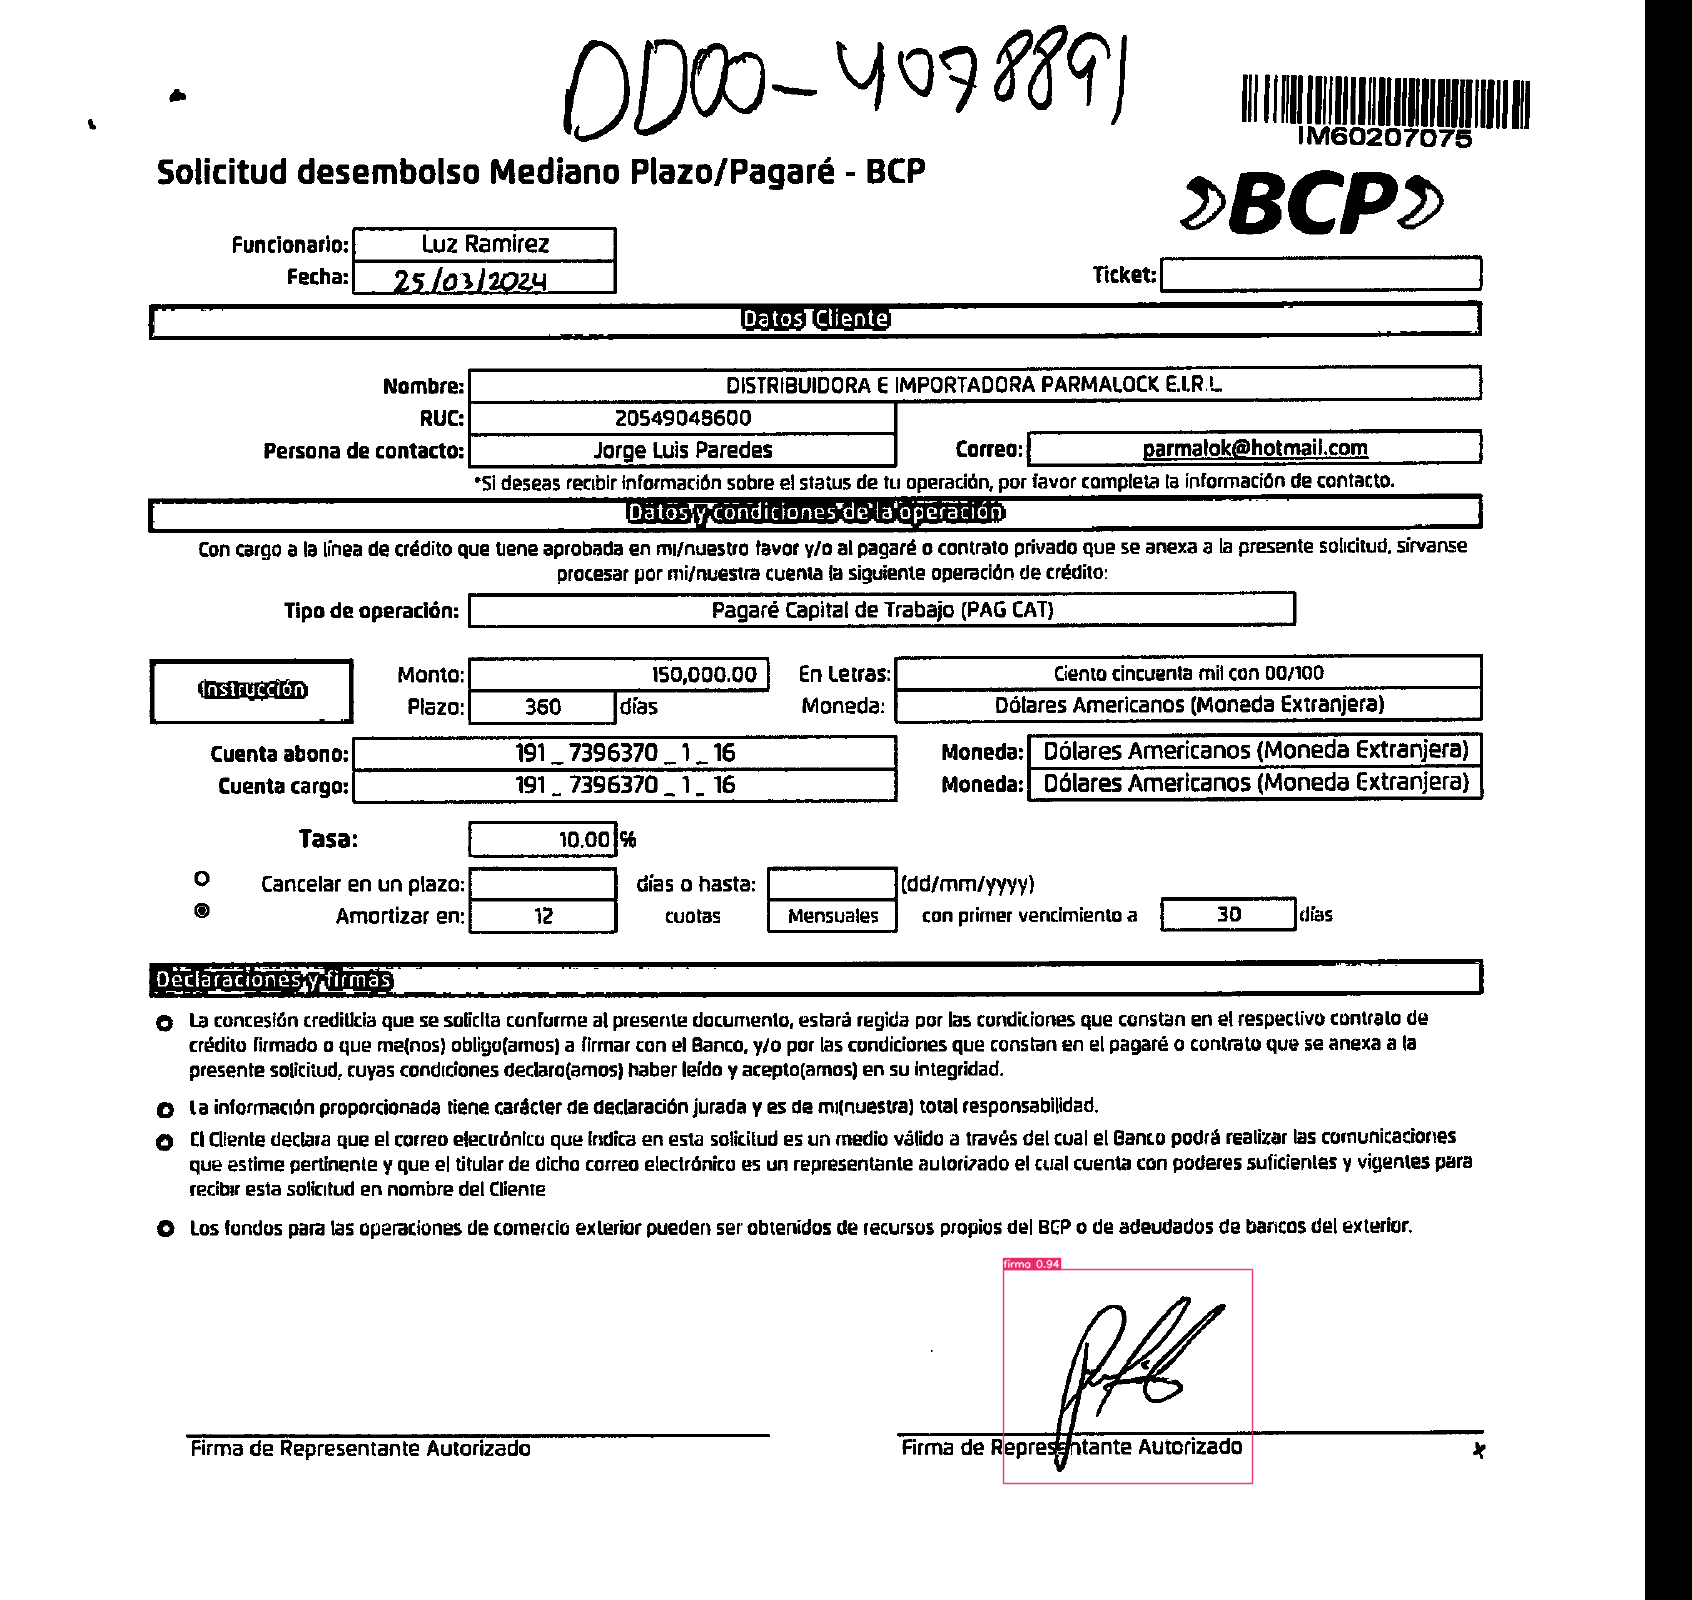 DD00-4078891
IM60207075
Solicitud desembolso Mediano Plazo/Pagaré - BCP
BCP
Funcionario: Luz Ramirez
Fecha: 25/03/2024
Ticket:
Datos Cliente
Nombre: DISTRIBUIDORA E IMPORTADORA PARMALOCK E.I.R.L
RUC: 20549048600
Persona de contacto: Jorge Luis Paredes Correo: parmalok@hotmail.com
*Si deseas recibir información sobre el status de tu operación, por favor completa la información de contacto.
Datos y condiciones de la operación
Con cargo a la línea de crédito que tiene aprobada en mi/nuestro favor y/o al pagaré o contrato privado que se anexa a la presente solicitud, sirvanse
procesar por mi/nuestra cuenta la siguiente operación de crédito:
Tipo de operación: Pagaré Capital de Trabajo (PAG CAT)
Instrucción
Monto: 150,000.00 En Letras: Ciento cincuenta mil con 00/100
Plazo: 360 días Moneda: Dólares Americanos (Moneda Extranjera)
Cuenta abono: 191 _ 7396370 _ 1 _ 16 Moneda: Dólares Americanos (Moneda Extranjera)
Cuenta cargo: 191 _ 7396370 _ 1 _ 16 Moneda: Dólares Americanos (Moneda Extranjera)
Tasa: 10.00 %
Cancelar en un plazo: días o hasta: (dd/mm/yyyy)
Amortizar en: 12 cuotas Mensuales con primer vencimiento a 30 días
Declaraciones y firmas
La concesión crediticia que se solicita conforme al presente documento, estará regida por las condiciones que constan en el respectivo contrato de
crédito firmado o que me(nos) obligo(amos) a firmar con el Banco, y/o por las condiciones que constan en el pagaré o contrato que se anexa a la
presente solicitud, cuyas condiciones declaro(amos) haber leído y acepto(amos) en su integridad.
La información proporcionada tiene carácter de declaración jurada y es de mi(nuestra) total responsabilidad.
El Cliente declara que el correo electrónico que indica en esta solicitud es un medio válido a través del cual el Banco podrá realizar las comunicaciones
que estime pertinente y que el titular de dicho correo electrónico es un representante autorizado el cual cuenta con poderes suficientes y vigentes para
recibir esta solicitud en nombre del Cliente
Los fondos para las operaciones de comercio exterior pueden ser obtenidos de recursos propios del BCP o de adeudados de bancos del exterior.
firma 0.94
Firma de Representante Autorizado
Firma de Representante Autorizado